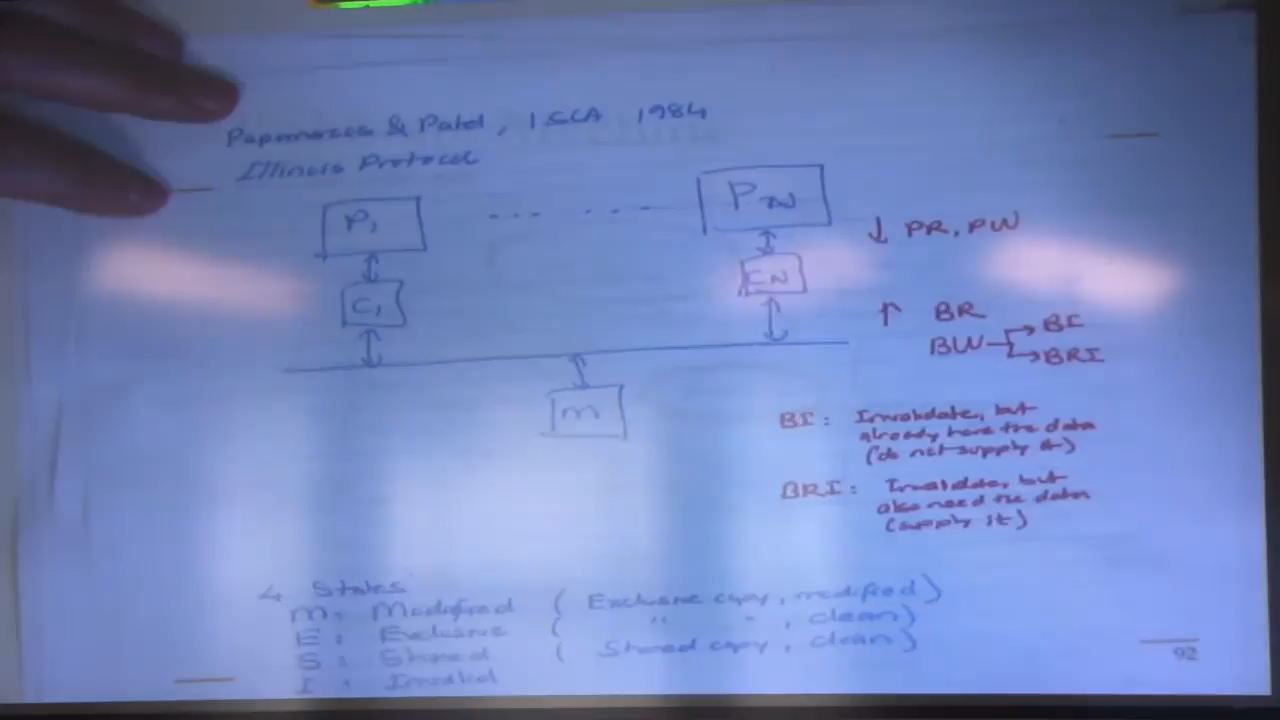 Papamarcos & Patel, ISCA 1984
Illinois Protocol
P1 ... ... PN
C1 CN
M
↓ PR, PW
↑ BR
BW → BI
→ BRI
BI: Invalidate, but
already have the data
(do not supply it)
BRI: Invalidate, but
also need the data
(supply it)
4 States
M: Modified (Exclusive copy, modified)
E: Exclusive ( " " , clean)
S: Shared (Shared copy, clean)
I: Invalid
92